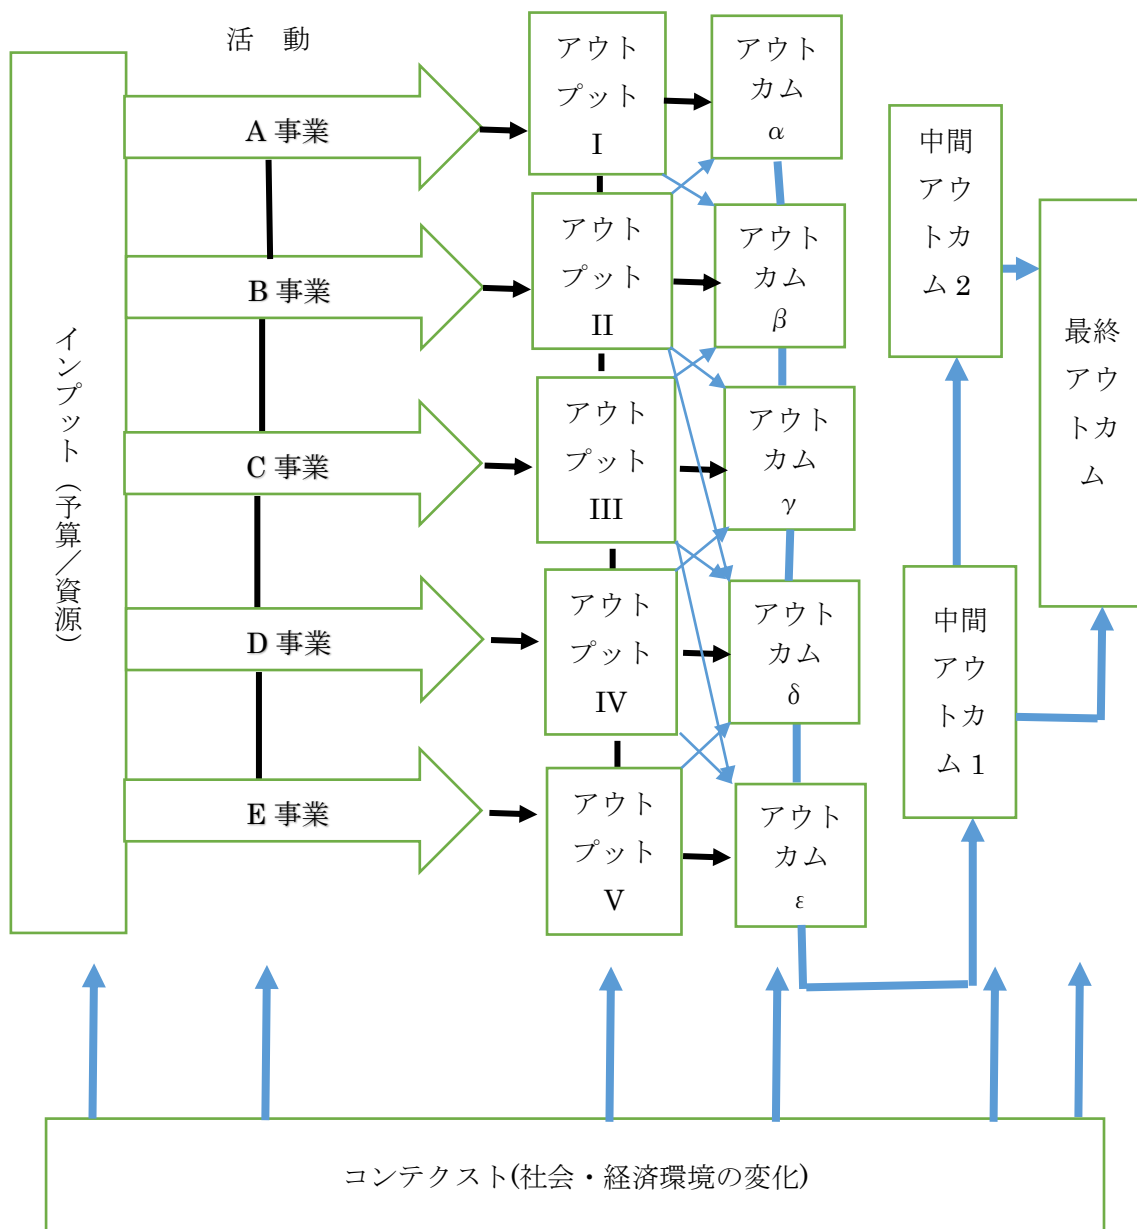 活　動
インプット（予算／資源）
A 事業
B 事業
C 事業
D 事業
E 事業
アウト
プット
I
アウト
プット
II
アウト
プット
III
アウト
プット
IV
アウト
プット
V
アウト
カム
α
アウト
カム
β
アウト
カム
γ
アウト
カム
δ
アウト
カム
ε
中間
アウ
トカ
ム 2
中間
アウ
トカ
ム 1
最終
アウ
トカ
ム
コンテクスト(社会・経済環境の変化)